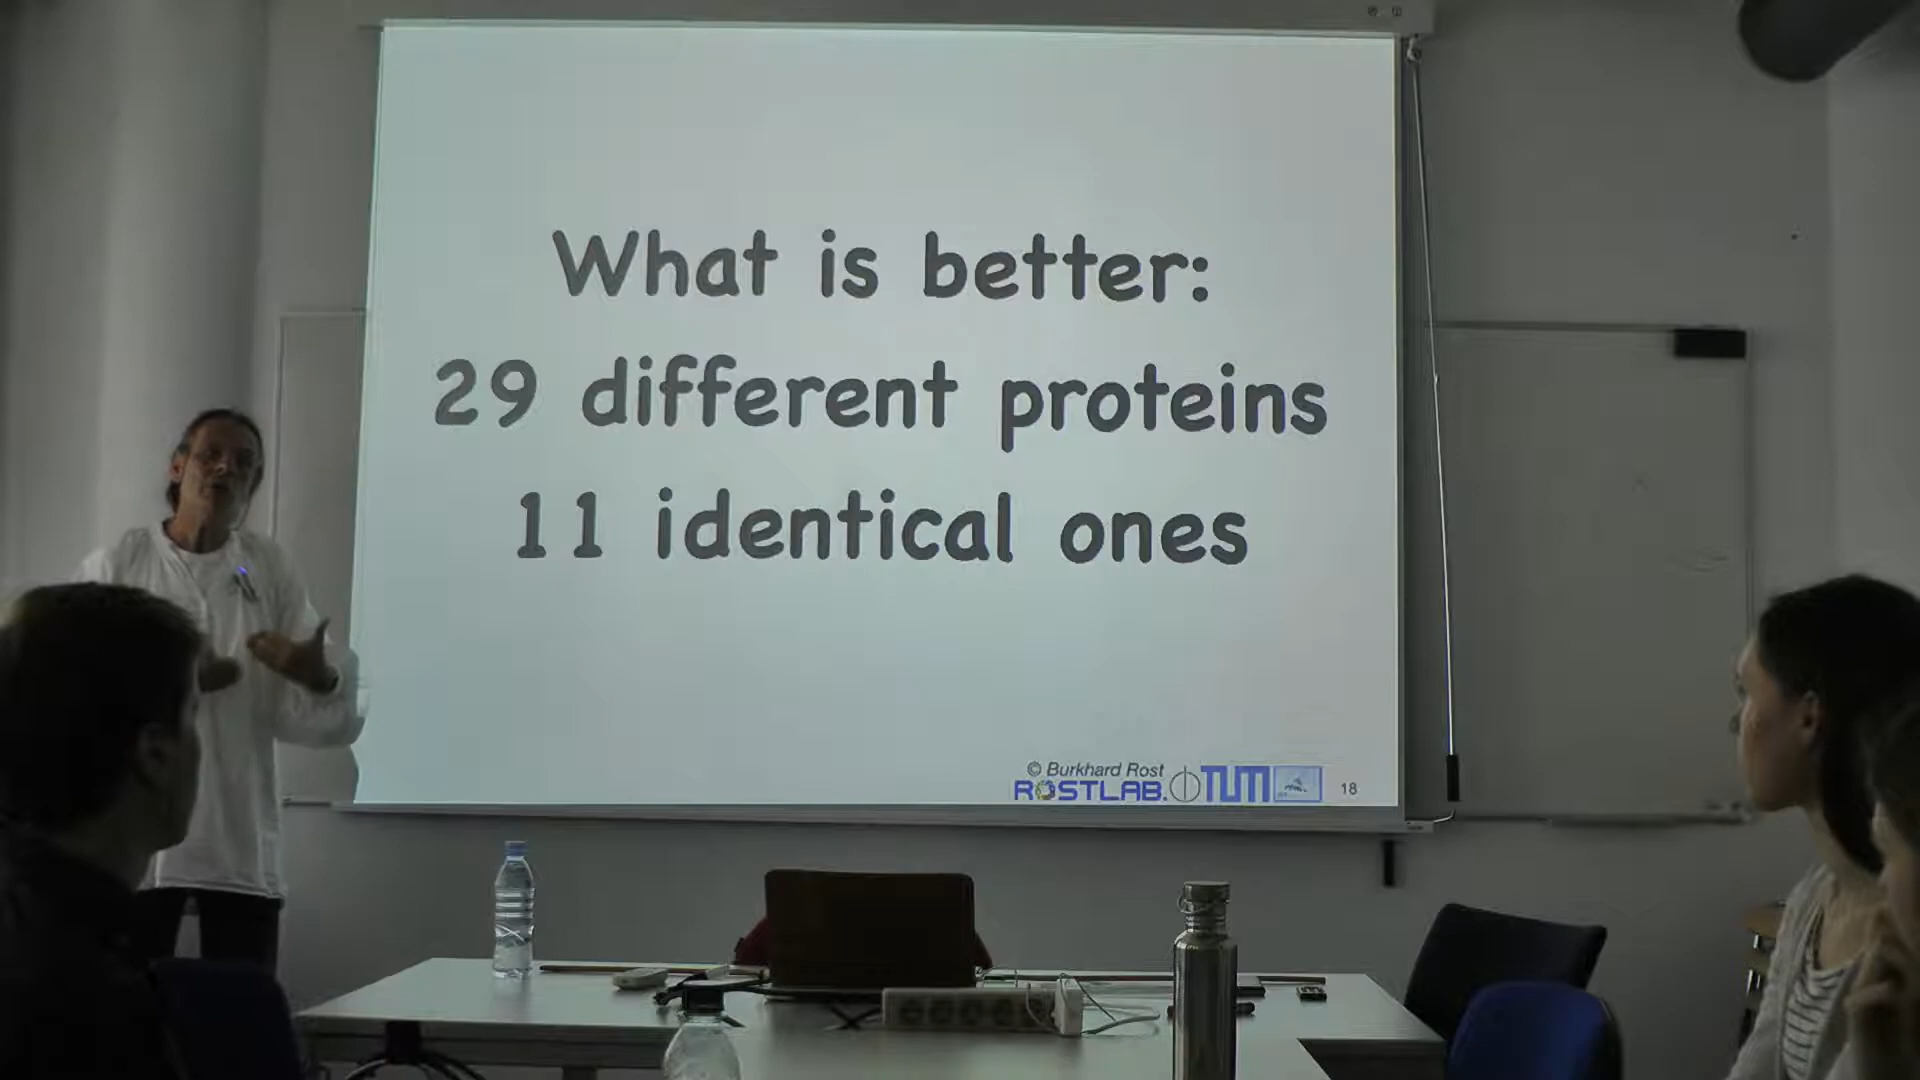 What is better:
29 different proteins
11 identical ones
© Burkhard Rost
ROSTLAB. TUM
18